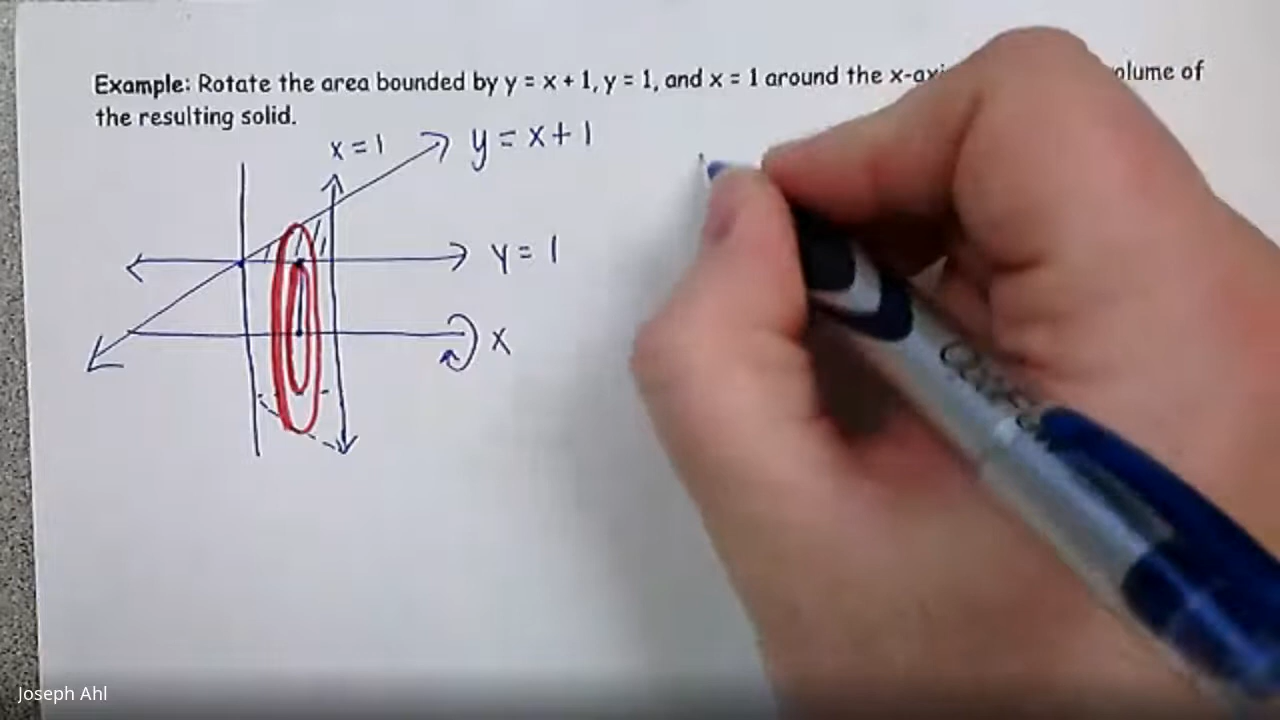 Example: Rotate the area bounded by y = x + 1, y = 1, and x = 1 around the x-axi
olume of
the resulting solid.
x = 1
y = x + 1
y = 1
x
Joseph Ahl